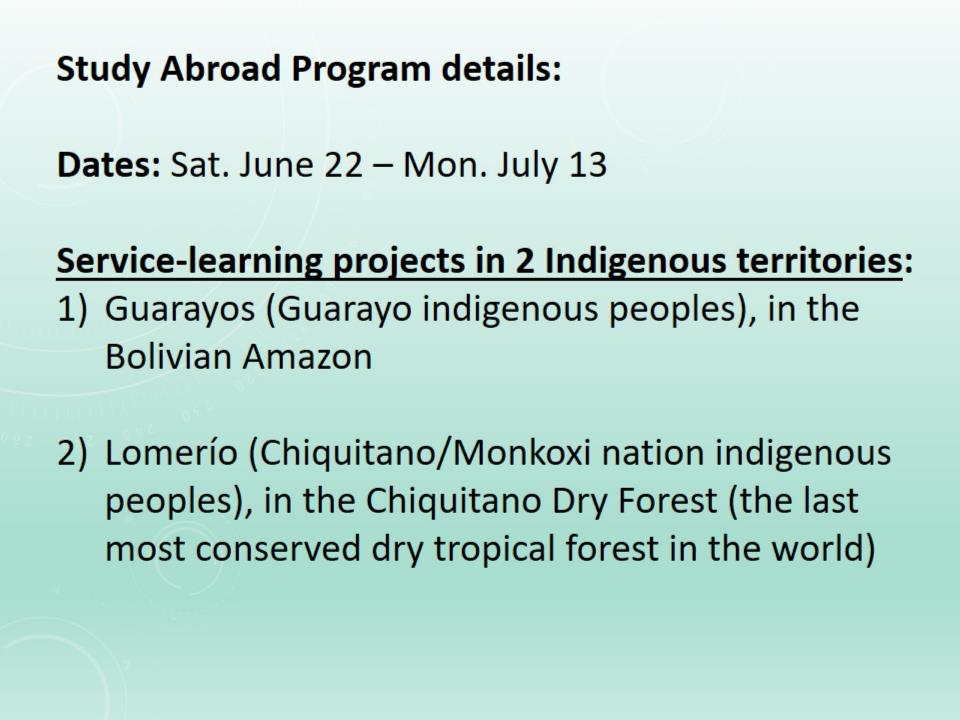 Study Abroad Program details:
Dates: Sat. June 22 – Mon. July 13
Service-learning projects in 2 Indigenous territories:
1) Guarayos (Guarayo indigenous peoples), in the
Bolivian Amazon
2) Lomerío (Chiquitano/Monkoxi nation indigenous
peoples), in the Chiquitano Dry Forest (the last
most conserved dry tropical forest in the world)